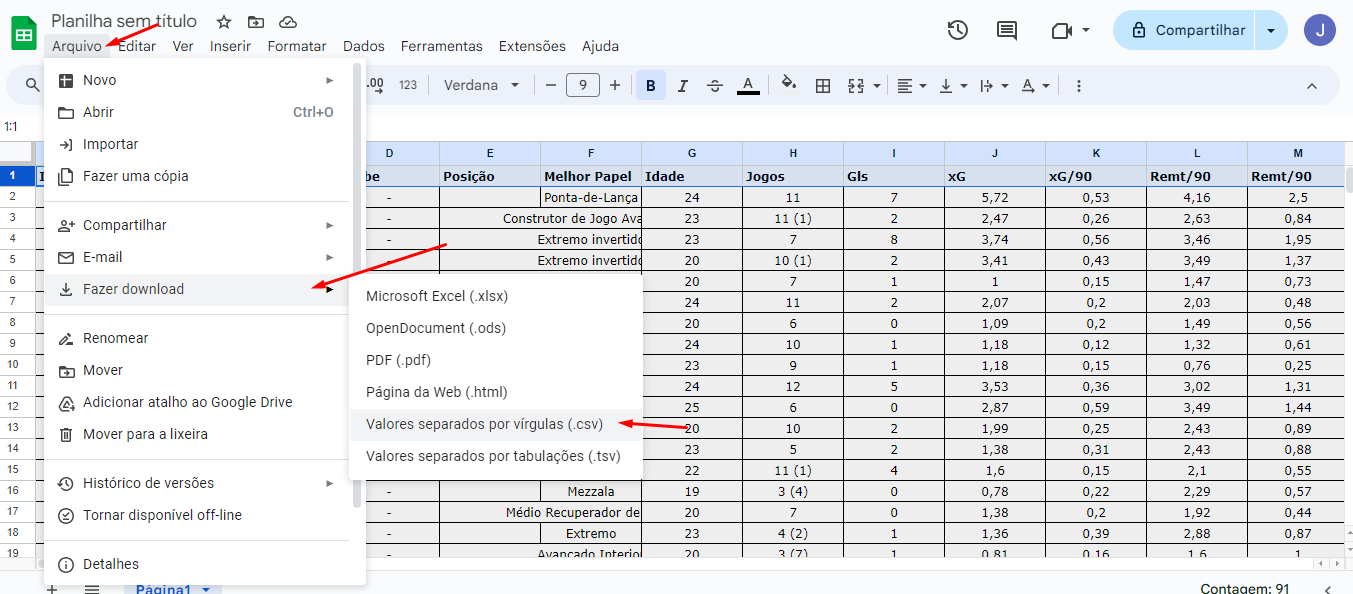 Planilha sem título
Arquivo Editar Ver Inserir Formatar Dados Ferramentas Extensões Ajuda
Compartilhar
J
.00 123 Verdana 9 B I A
1:1
Novo
Abrir Ctrl+O
Importar
Fazer uma cópia
Compartilhar
E-mail
Fazer download
Renomear
Mover
Adicionar atalho ao Google Drive
Mover para a lixeira
Histórico de versões
Tornar disponível off-line
Detalhes
Microsoft Excel (.xlsx)
OpenDocument (.ods)
PDF (.pdf)
Página da Web (.html)
Valores separados por vírgulas (.csv)
Valores separados por tabulações (.tsv)
D E F G H I J K L M
1 be Posição Melhor Papel Idade Jogos Gls xG xG/90 Remt/90 Remt/90
2 - Ponta-de-Lança 24 11 7 5,72 0,53 4,16 2,5
3 - Construtor de Jogo Ava 23 11 (1) 2 2,47 0,26 2,63 0,84
4 - Extremo invertido 23 7 8 3,74 0,56 3,46 1,95
5 - Extremo invertido 20 10 (1) 2 3,41 0,43 3,49 1,37
6 20 7 1 1 0,15 1,47 0,73
7 24 11 2 2,07 0,2 2,03 0,48
8 20 6 0 1,09 0,2 1,49 0,56
9 24 10 1 1,18 0,12 1,32 0,61
10 23 9 1 1,18 0,15 0,76 0,25
11 24 12 5 3,53 0,36 3,02 1,31
12 25 6 0 2,87 0,59 3,49 1,44
13 20 10 2 1,99 0,25 2,43 0,89
14 23 5 2 1,38 0,31 2,43 0,88
15 22 11 (1) 4 1,6 0,15 2,1 0,55
16 - Mezzala 19 3 (4) 0 0,78 0,22 2,29 0,57
17 - Médio Recuperador de 20 7 0 1,38 0,2 1,92 0,44
18 - Extremo 23 4 (2) 1 1,36 0,39 2,88 0,87
19 - Avançado Interior 20 3 (7) 1 0,81 0,16 1,6 1
Página1
Contagem: 91